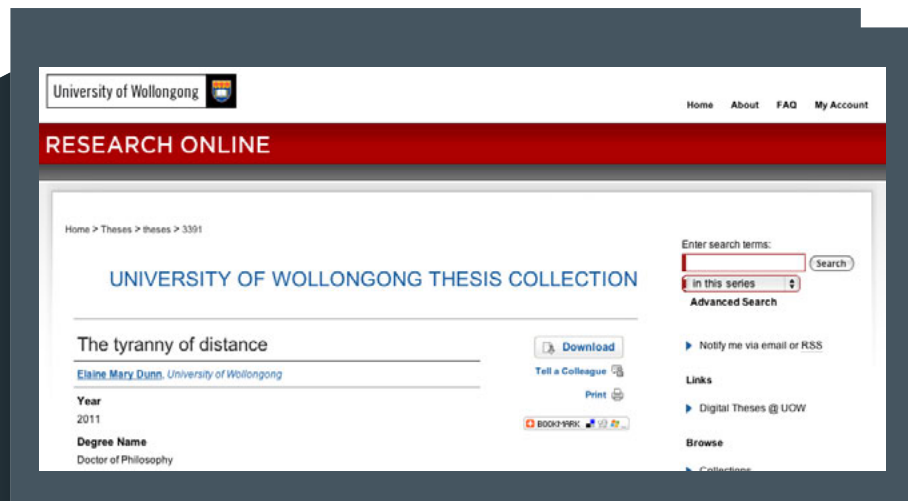 University of Wollongong
Home About FAQ My Account
RESEARCH ONLINE
Home > Theses > theses > 3391
UNIVERSITY OF WOLLONGONG THESIS COLLECTION
The tyranny of distance
Elaine Mary Dunn, University of Wollongong
Year
2011
Degree Name
Doctor of Philosophy
Download
Tell a Colleague
Print
BOOKMARK
Enter search terms:
Search
in this series
Advanced Search
Notify me via email or RSS
Links
Digital Theses @ UOW
Browse
Collections